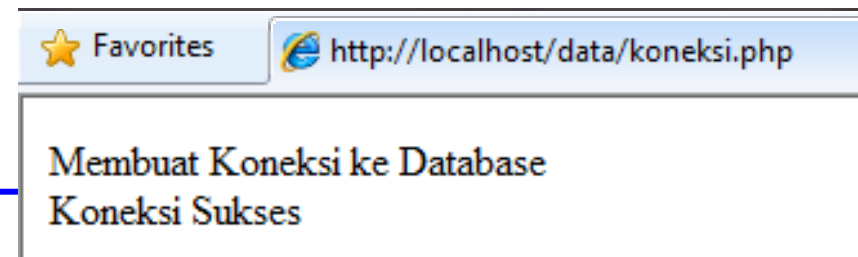 Favorites
http://localhost/data/koneksi.php
Membuat Koneksi ke Database
Koneksi Sukses